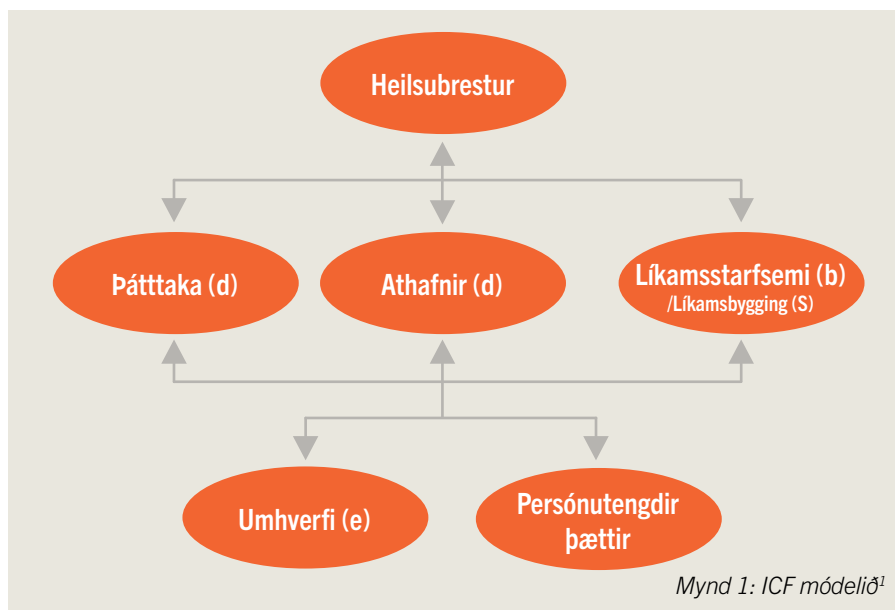 Heilsubrestur
Þátttaka (d)
Athafnir (d)
Líkamsstarfsemi (b)
/Líkamsbygging (S)
Umhverfi (e)
Persónutengdir
þættir
Mynd 1: ICF módelið¹